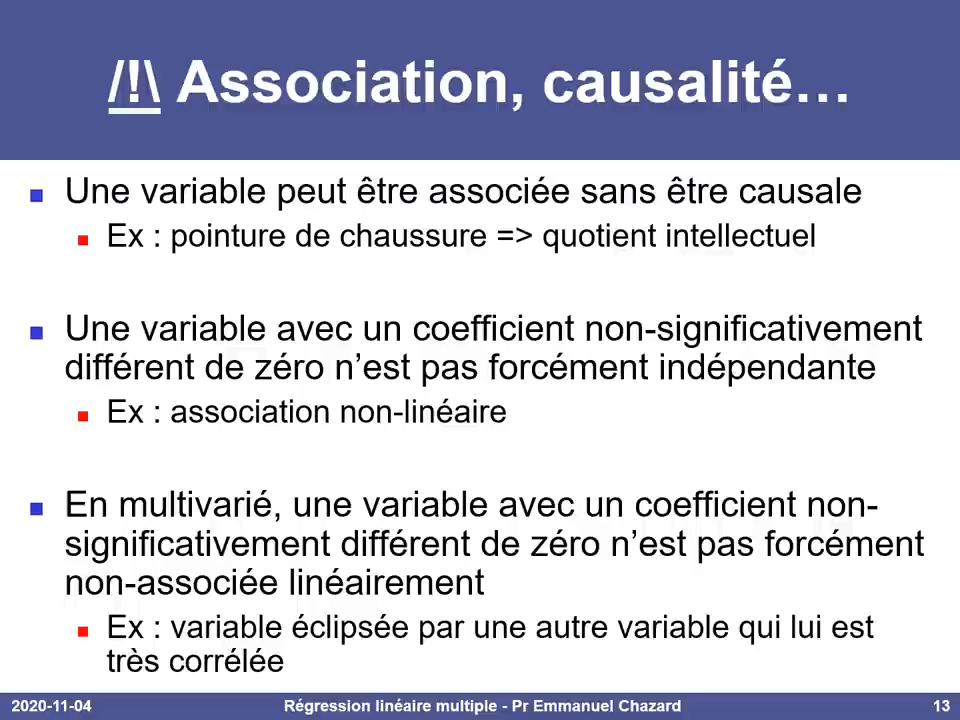 /!\ Association, causalité…
Une variable peut être associée sans être causale
Ex : pointure de chaussure => quotient intellectuel
Une variable avec un coefficient non-significativement
différent de zéro n’est pas forcément indépendante
Ex : association non-linéaire
En multivarié, une variable avec un coefficient non-
significativement différent de zéro n’est pas forcément
non-associée linéairement
Ex : variable éclipsée par une autre variable qui lui est
très corrélée
2020-11-04 Régression linéaire multiple - Pr Emmanuel Chazard 13